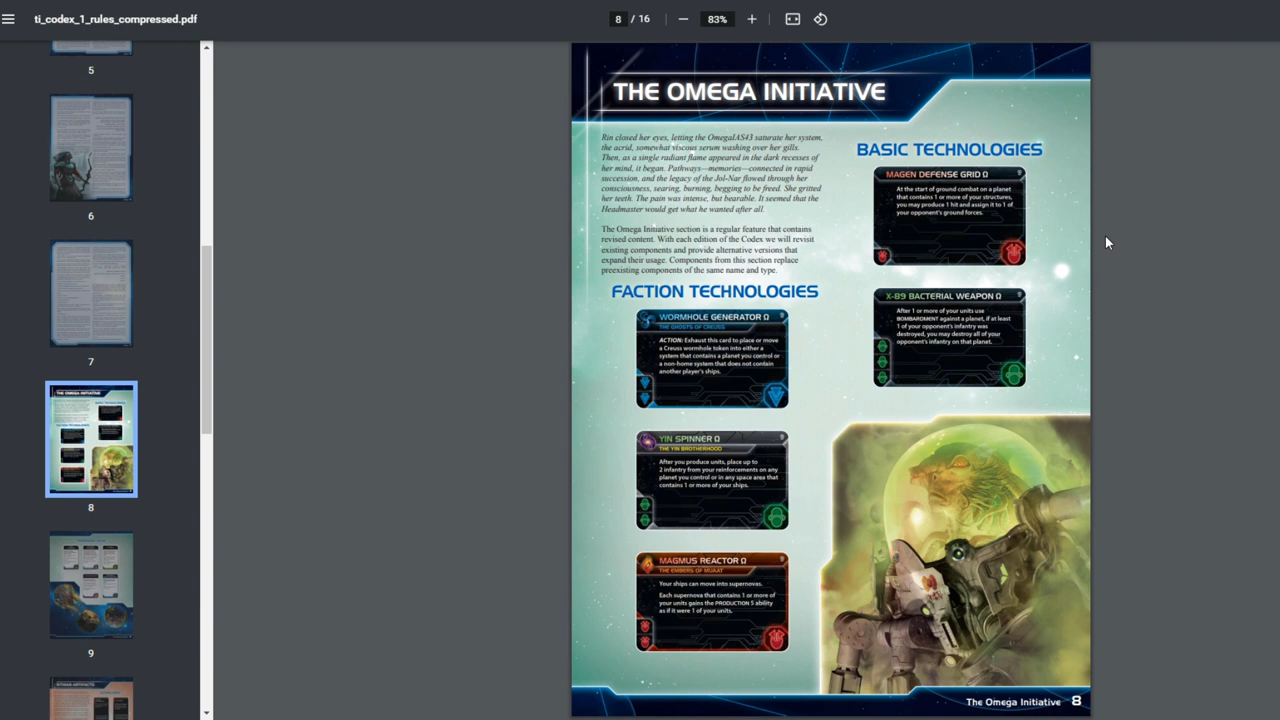 ti_codex_1_rules_compressed.pdf
8 / 16
83%
5
6
7
8
9
THE OMEGA INITIATIVE
Rin closed her eyes, letting the OmegaIAS43 saturate her system,
the acrid, somewhat viscous serum washing over her gills.
Then, as a single radiant flame appeared in the dark recesses of
her mind, it began. Pathways—memories—connected in rapid
succession, and the legacy of the Jol-Nar flowed through her
consciousness, searing, burning, begging to be freed. She gritted
her teeth. The pain was intense, but bearable. It seemed that the
Headmaster would get what he wanted after all.
The Omega Initiative section is a regular feature that contains
revised content. With each edition of the Codex we will revisit
existing components and provide alternative versions that
expand their usage. Components from this section replace
preexisting components of the same name and type.
FACTION TECHNOLOGIES
WORMHOLE GENERATOR Ω
THE GHOSTS OF CREUSS
ACTION: Exhaust this card to place or move
a Creuss wormhole token into either a
system that contains a planet you control or
a non-home system that does not contain
another player's ships.
YIN SPINNER Ω
THE YIN BROTHERHOOD
After you produce units, place up to
2 infantry from your reinforcements on any
planet you control or in any space area that
contains 1 or more of your ships.
MAGMUS REACTOR Ω
THE EMBERS OF MUAAT
Your ships can move into supernovas.
Each supernova that contains 1 or more of
your units gains the PRODUCTION 5 ability
as if it were 1 of your units.
BASIC TECHNOLOGIES
MAGEN DEFENSE GRID Ω
At the start of ground combat on a planet
that contains 1 or more of your structures,
you may produce 1 hit and assign it to 1 of
your opponent's ground forces.
X-89 BACTERIAL WEAPON Ω
After 1 or more of your units use
BOMBARDMENT against a planet, if at least
1 of your opponent's infantry was
destroyed, you may destroy all of your
opponent's infantry on that planet.
The Omega Initiative 8